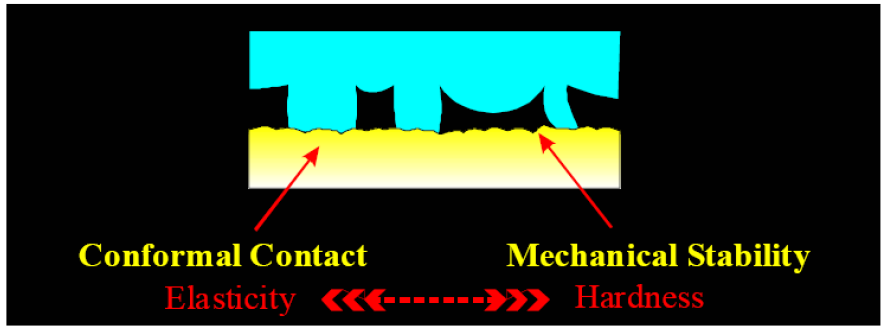 Conformal Contact Mechanical Stability
Elasticity Hardness